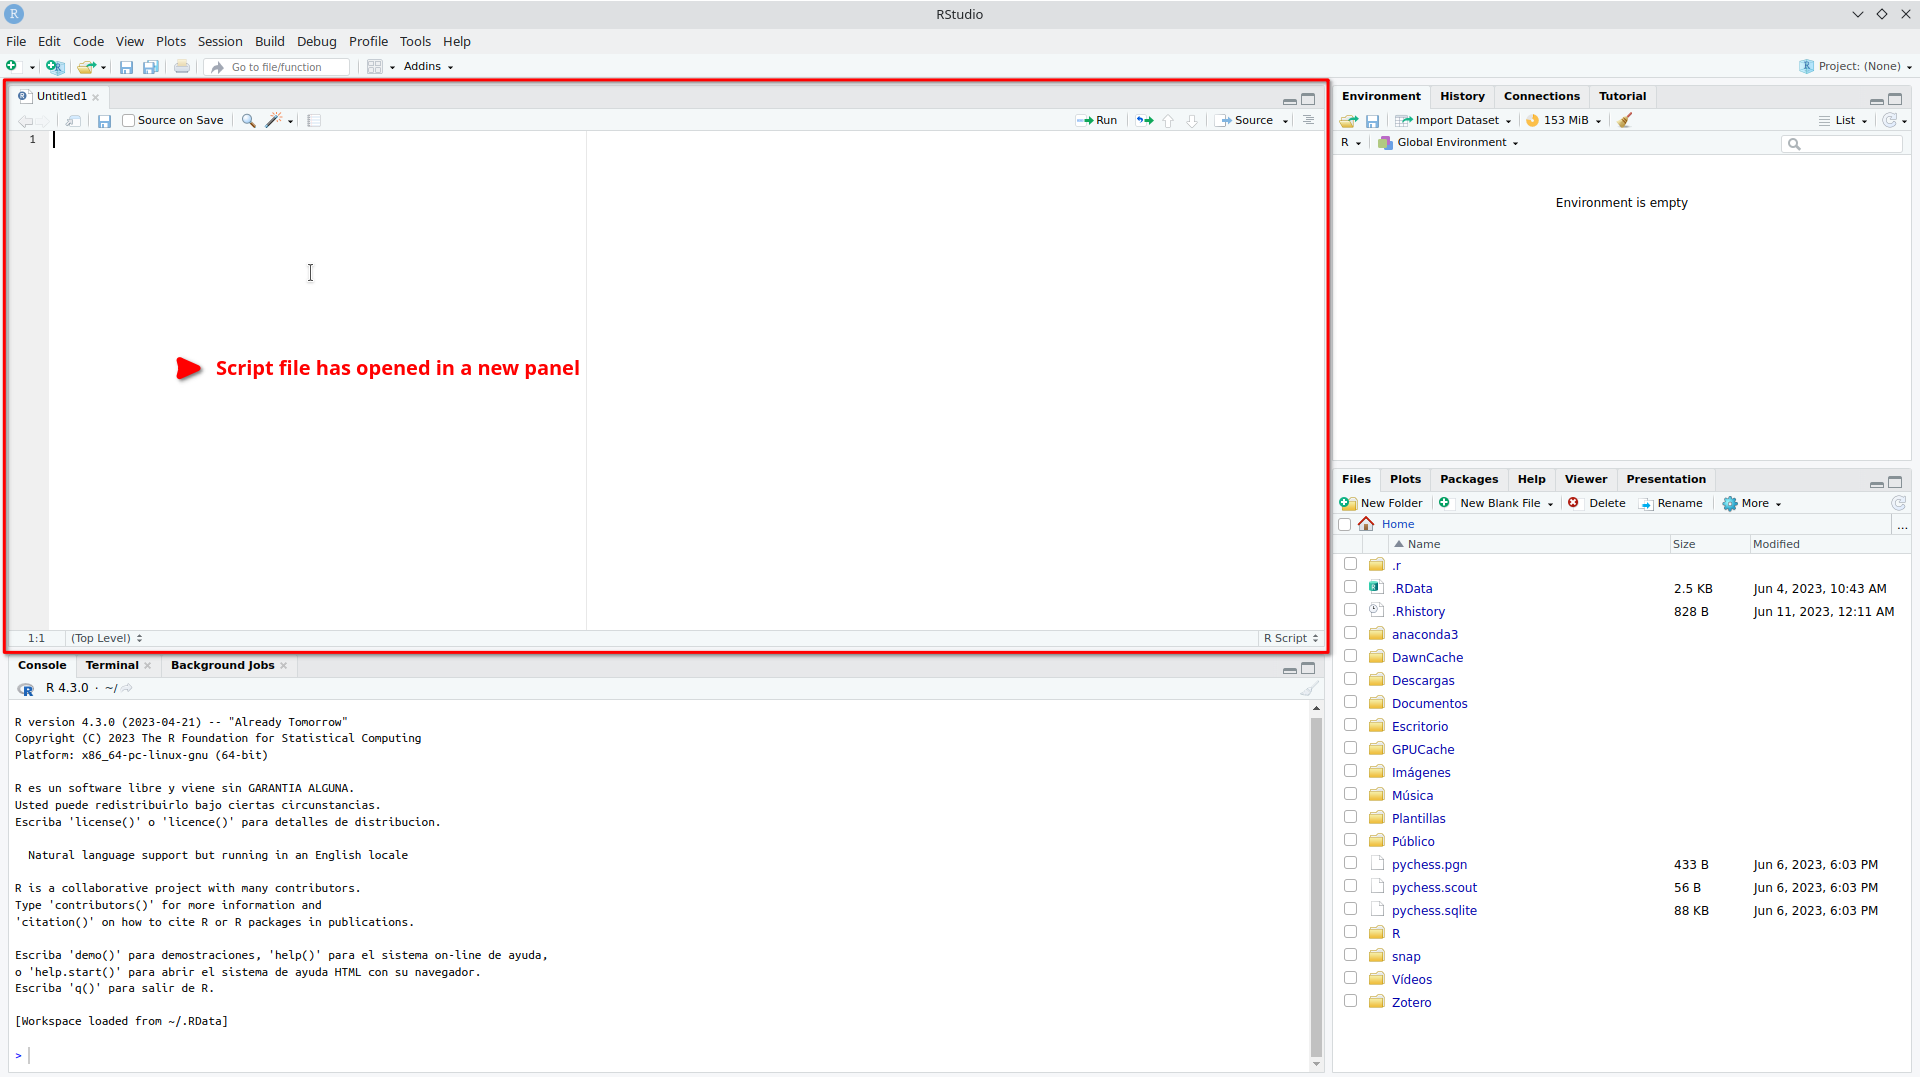 RStudio
File Edit Code View Plots Session Build Debug Profile Tools Help
Go to file/function Addins Project: (None)
Untitled1
Source on Save Run Source
1
Script file has opened in a new panel
1:1 (Top Level) R Script
Console Terminal Background Jobs
R 4.3.0 · ~/
R version 4.3.0 (2023-04-21) -- "Already Tomorrow"
Copyright (C) 2023 The R Foundation for Statistical Computing
Platform: x86_64-pc-linux-gnu (64-bit)
R es un software libre y viene sin GARANTIA ALGUNA.
Usted puede redistribuirlo bajo ciertas circunstancias.
Escriba 'license()' o 'licence()' para detalles de distribucion.
Natural language support but running in an English locale
R is a collaborative project with many contributors.
Type 'contributors()' for more information and
'citation()' on how to cite R or R packages in publications.
Escriba 'demo()' para demostraciones, 'help()' para el sistema on-line de ayuda,
o 'help.start()' para abrir el sistema de ayuda HTML con su navegador.
Escriba 'q()' para salir de R.
[Workspace loaded from ~/.RData]
>
Environment History Connections Tutorial
Import Dataset 153 MiB List
R Global Environment
Environment is empty
Files Plots Packages Help Viewer Presentation
New Folder New Blank File Delete Rename More
Home ...
Name Size Modified
.r
.RData 2.5 KB Jun 4, 2023, 10:43 AM
.Rhistory 828 B Jun 11, 2023, 12:11 AM
anaconda3
DawnCache
Descargas
Documentos
Escritorio
GPUCache
Imágenes
Música
Plantillas
Público
pychess.pgn 433 B Jun 6, 2023, 6:03 PM
pychess.scout 56 B Jun 6, 2023, 6:03 PM
pychess.sqlite 88 KB Jun 6, 2023, 6:03 PM
R
snap
Vídeos
Zotero